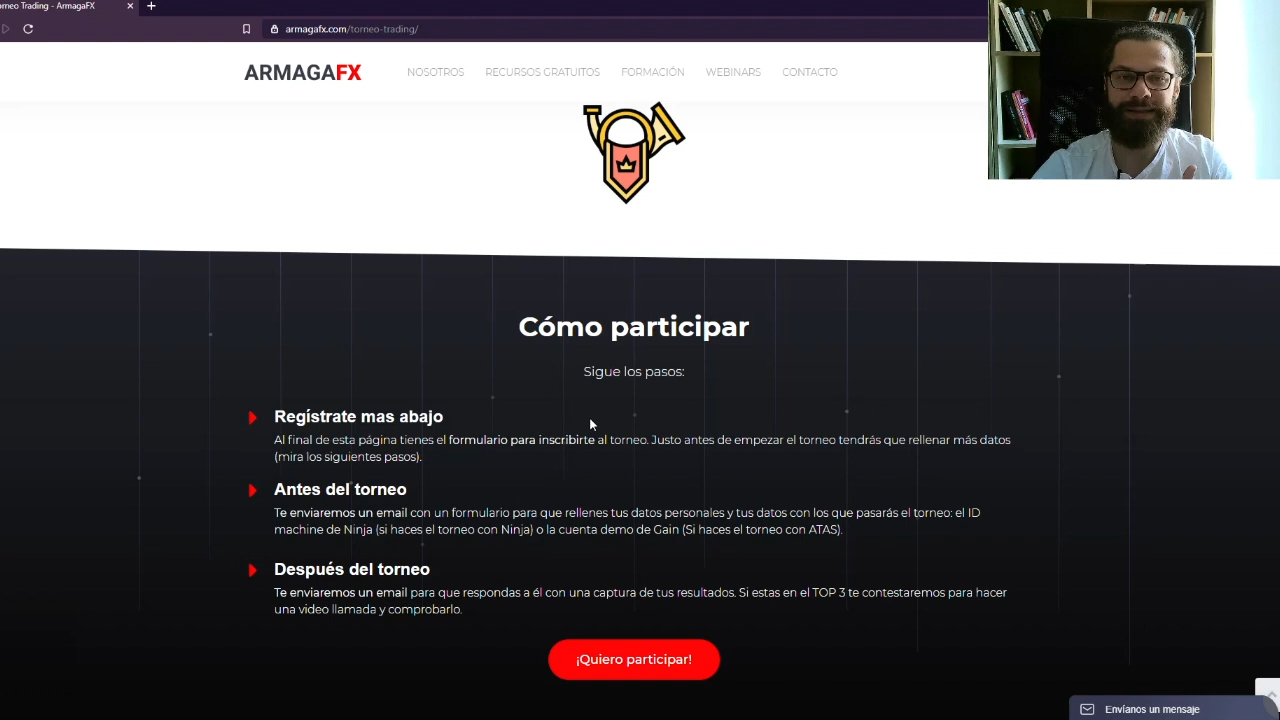 orneo Trading - ArmagaFX
armagafx.com/torneo-trading/
ARMAGAFX
NOSOTROS
RECURSOS GRATUITOS
FORMACIÓN
WEBINARS
CONTACTO
Cómo participar
Sigue los pasos:
Regístrate mas abajo
Al final de esta página tienes el formulario para inscribirte al torneo. Justo antes de empezar el torneo tendrás que rellenar más datos
(mira los siguientes pasos).
Antes del torneo
Te enviaremos un email con un formulario para que rellenes tus datos personales y tus datos con los que pasarás el torneo: el ID
machine de Ninja (si haces el torneo con Ninja) o la cuenta demo de Gain (Si haces el torneo con ATAS).
Después del torneo
Te enviaremos un email para que respondas a él con una captura de tus resultados. Si estas en el TOP 3 te contestaremos para hacer
una video llamada y comprobarlo.
¡Quiero participar!
Envíanos un mensaje